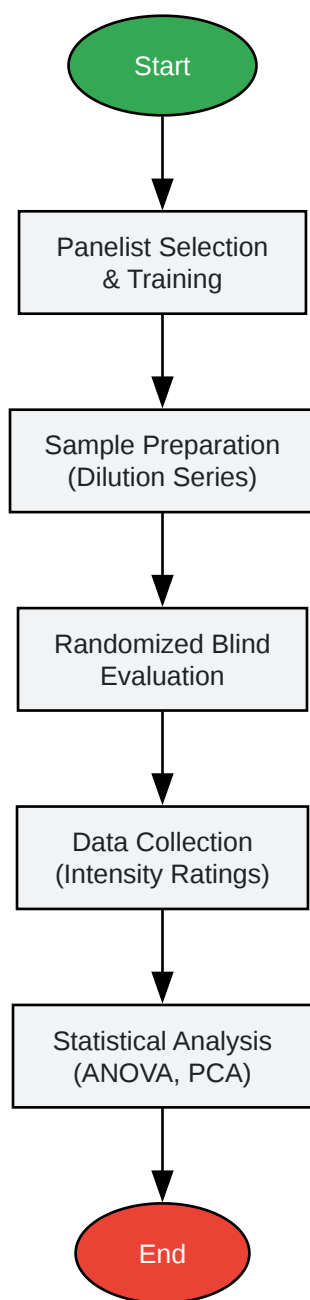 Start
Panelist Selection
& Training
Sample Preparation
(Dilution Series)
Randomized Blind
Evaluation
Data Collection
(Intensity Ratings)
Statistical Analysis
(ANOVA, PCA)
End